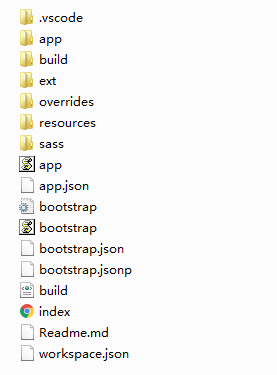 .vscode
app
build
ext
overrides
resources
sass
app
app.json
bootstrap
bootstrap
bootstrap.json
bootstrap.jsonp
build
index
Readme.md
workspace.json